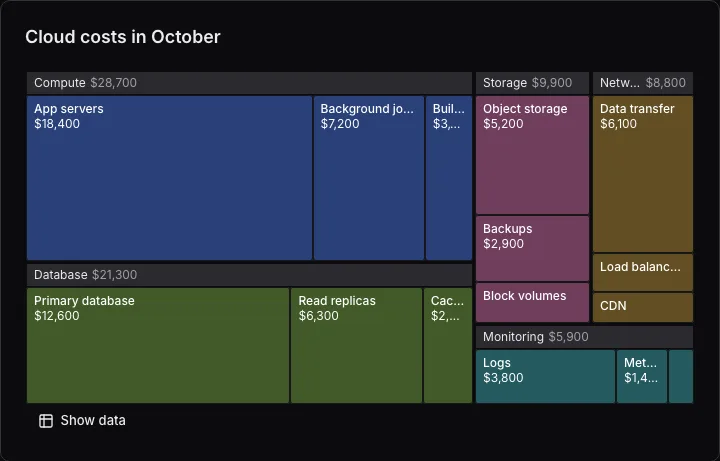 Cloud costs in October
Compute $28,700
App servers
$18,400
Background jo...
$7,200
Buil...
$3,...
Database $21,300
Primary database
$12,600
Read replicas
$6,300
Cac...
$2,...
Storage $9,900
Object storage
$5,200
Backups
$2,900
Block volumes
Netw... $8,800
Data transfer
$6,100
Load balanc...
CDN
Monitoring $5,900
Logs
$3,800
Met...
$1,4...
Show data